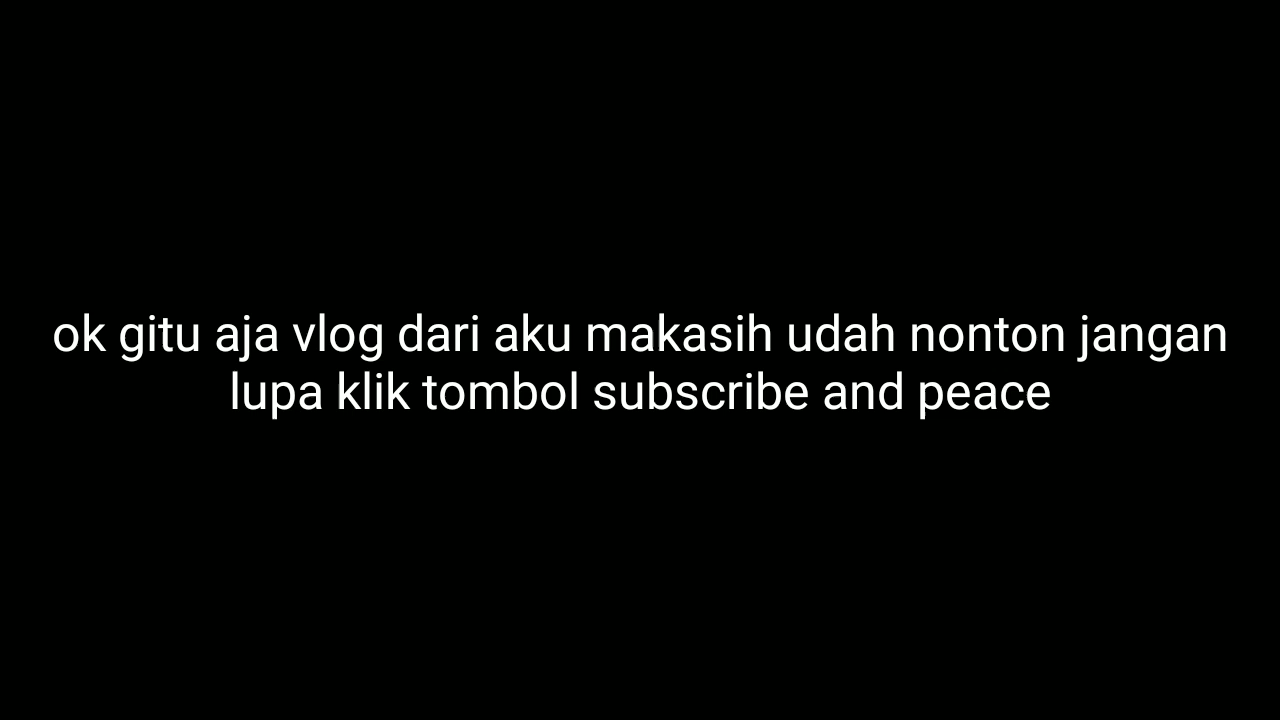 ok gitu aja vlog dari aku makasih udah nonton jangan
lupa klik tombol subscribe and peace